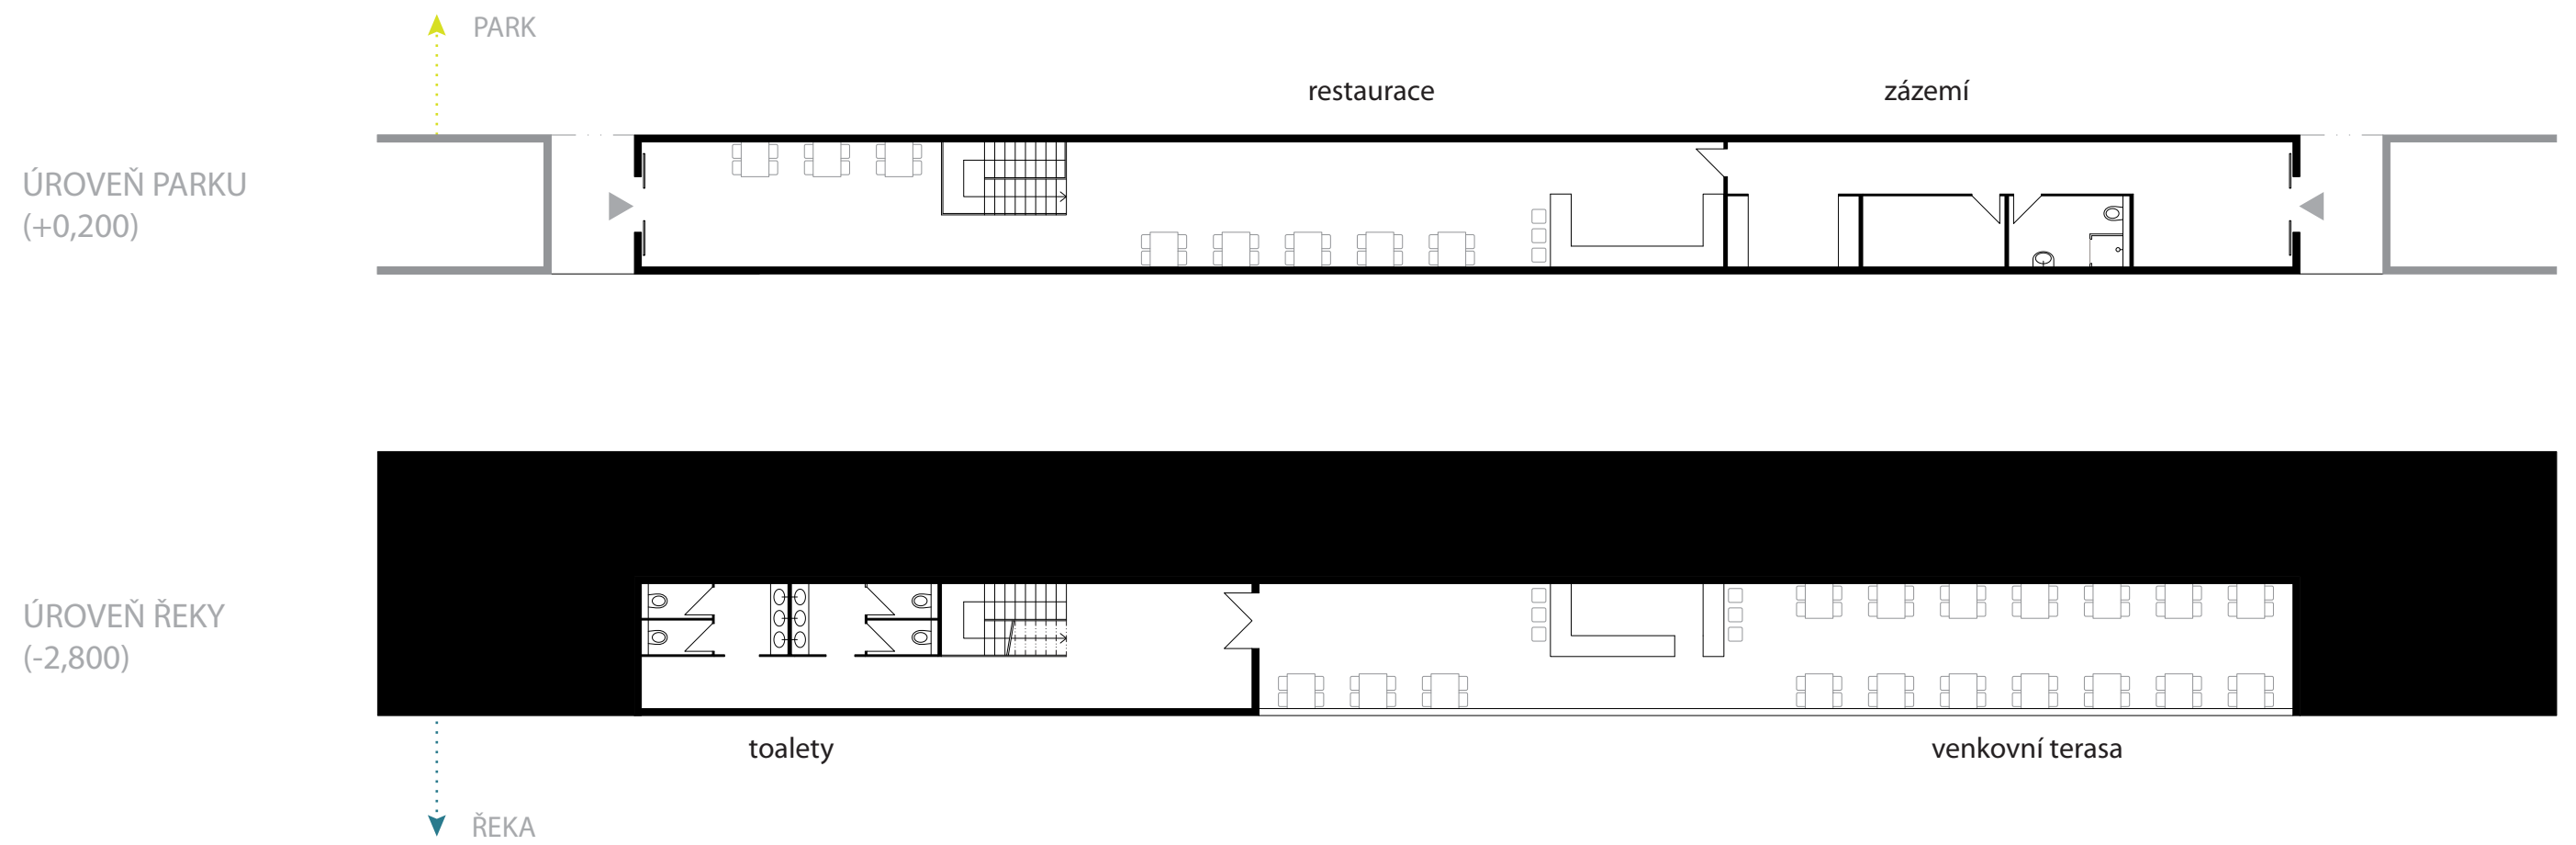 PARK
restaurace
zázemí
ÚROVEŇ PARKU
(+0,200)
ÚROVEŇ ŘEKY
(-2,800)
toalety
venkovní terasa
ŘEKA